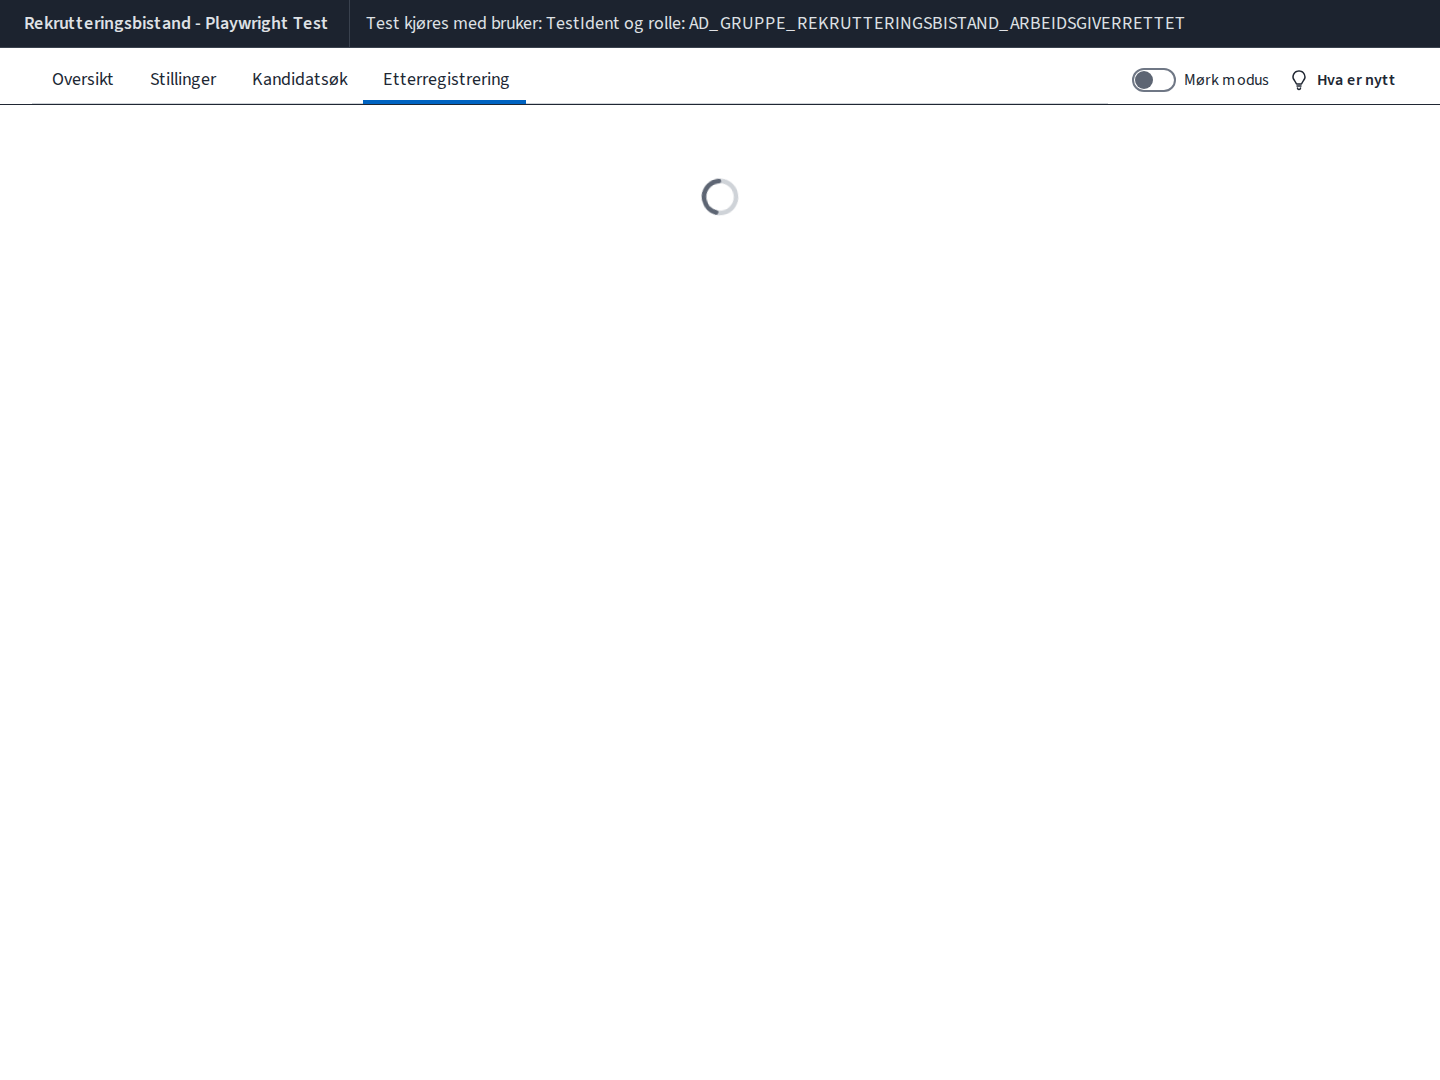 Rekrutteringsbistand - Playwright Test
Test kjøres med bruker: TestIdent og rolle: AD_GRUPPE_REKRUTTERINGSBISTAND_ARBEIDSGIVERRETTET
Oversikt
Stillinger
Kandidatsøk
Etterregistrering
Mørk modus
Hva er nytt